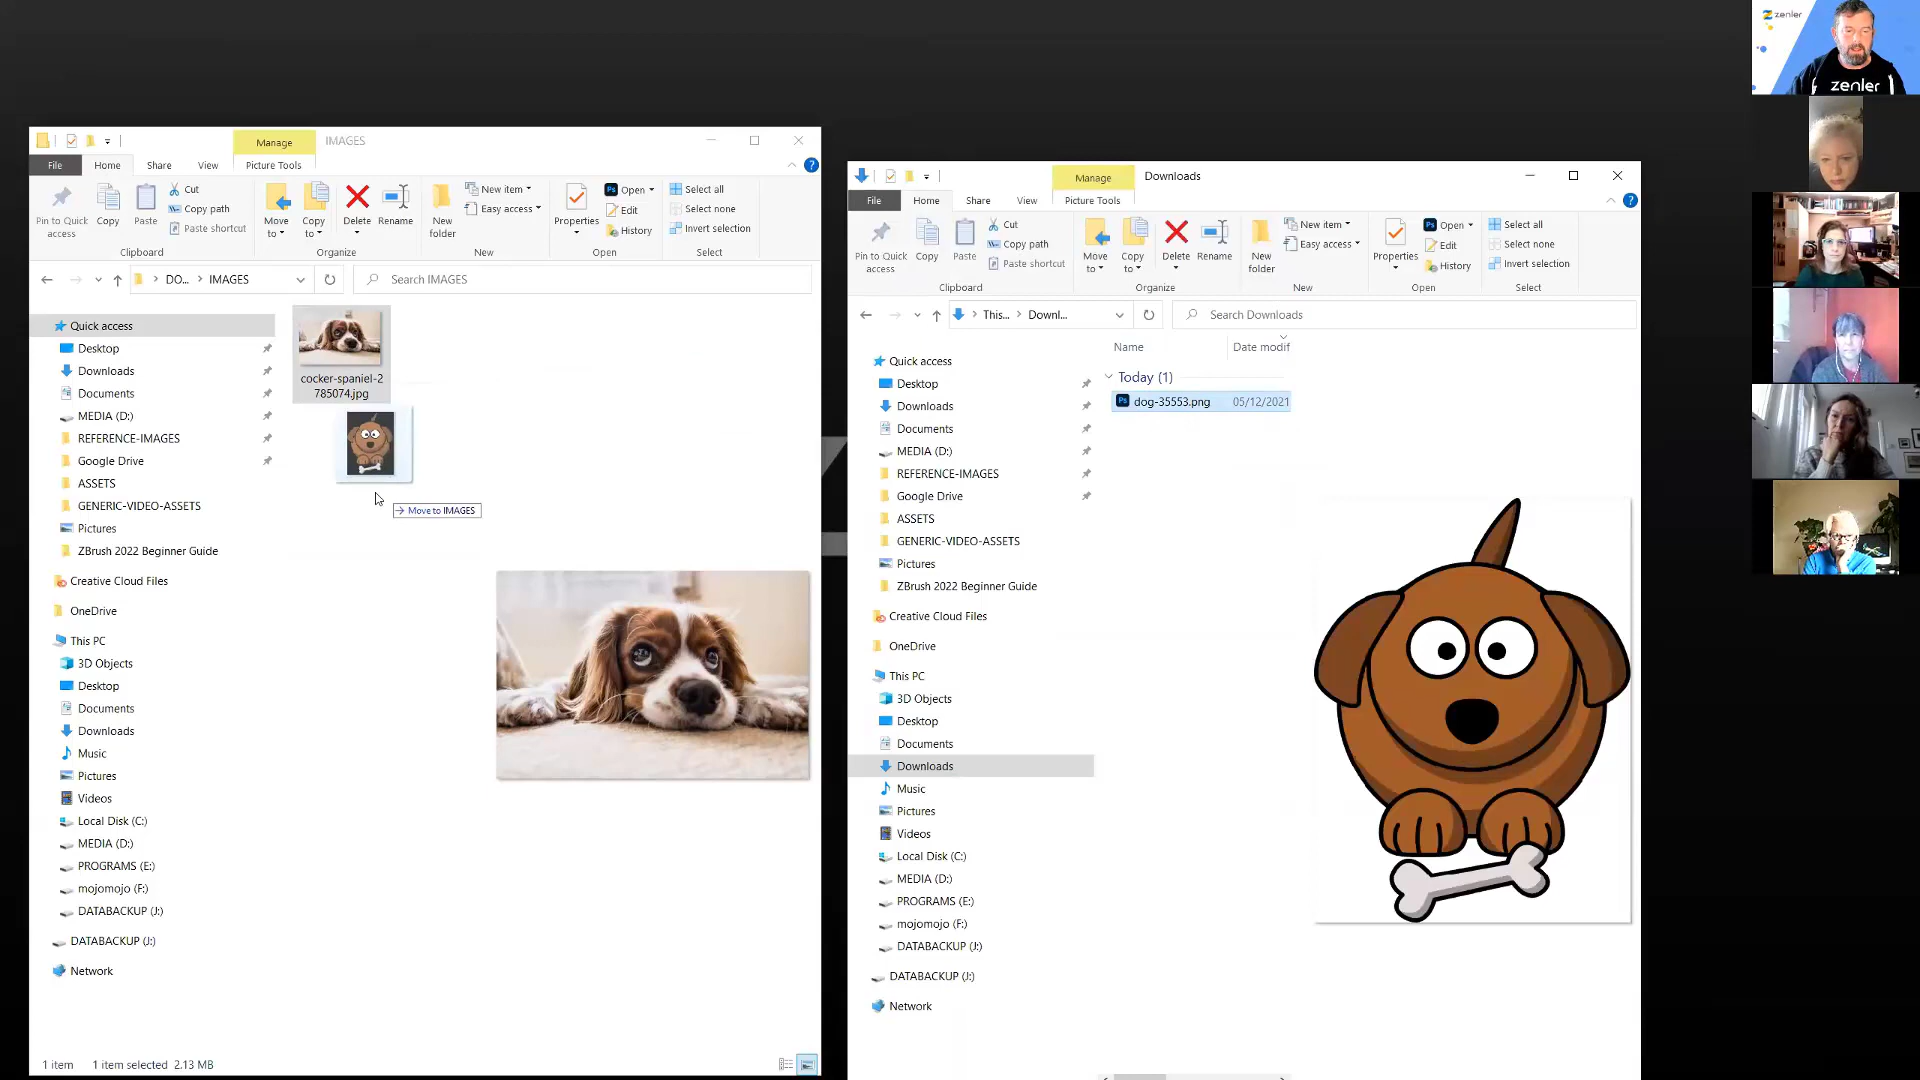 Manage
IMAGES
File
Home
Share
View
Picture Tools
Pin to Quick access
Copy
Paste
Cut
Copy path
Paste shortcut
Clipboard
Move to
Copy to
Delete
Rename
Organize
New folder
New item
Easy access
New
Properties
Open
Edit
History
Open
Select all
Select none
Invert selection
Select
DO...
IMAGES
Search IMAGES
Quick access
Desktop
Downloads
Documents
MEDIA (D:)
REFERENCE-IMAGES
Google Drive
ASSETS
GENERIC-VIDEO-ASSETS
Pictures
ZBrush 2022 Beginner Guide
Creative Cloud Files
OneDrive
This PC
3D Objects
Desktop
Documents
Downloads
Music
Pictures
Videos
Local Disk (C:)
MEDIA (D:)
PROGRAMS (E:)
mojomojo (F:)
DATABACKUP (J:)
DATABACKUP (J:)
Network
cocker-spaniel-2
785074.jpg
Move to IMAGES
1 item
1 item selected 2.13 MB
Manage
Downloads
File
Home
Share
View
Picture Tools
Pin to Quick access
Copy
Paste
Cut
Copy path
Paste shortcut
Clipboard
Move to
Copy to
Delete
Rename
Organize
New folder
New item
Easy access
New
Properties
Ps
Open
Edit
History
Open
Select all
Select none
Invert selection
Select
This...
Downl...
Search Downloads
Quick access
Desktop
Downloads
Documents
MEDIA (D:)
REFERENCE-IMAGES
Google Drive
ASSETS
GENERIC-VIDEO-ASSETS
Pictures
ZBrush 2022 Beginner Guide
Creative Cloud Files
OneDrive
This PC
3D Objects
Desktop
Documents
Downloads
Music
Pictures
Videos
Local Disk (C:)
MEDIA (D:)
PROGRAMS (E:)
mojomojo (F:)
DATABACKUP (J:)
DATABACKUP (J:)
Network
Name
Date modif
Today (1)
dog-35553.png
05/12/2021
zenler
zenler